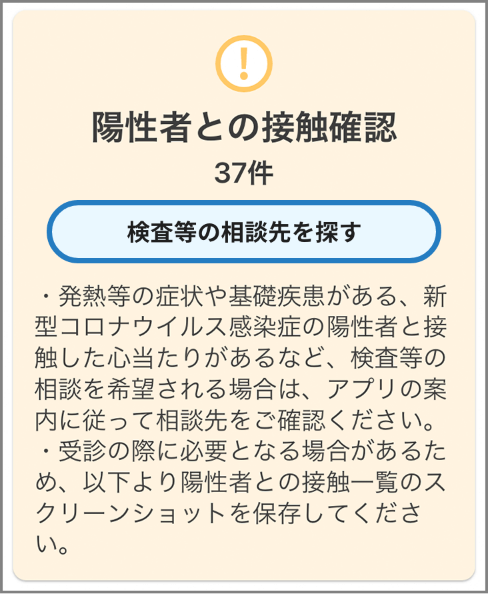 陽性者との接触確認
37件
検査等の相談先を探す
・発熱等の症状や基礎疾患がある、新
型コロナウイルス感染症の陽性者と接
触した心当たりがあるなど、検査等の
相談を希望される場合は、アプリの案
内に従って相談先をご確認ください。
・受診の際に必要となる場合があるた
め、以下より陽性者との接触一覧のス
クリーンショットを保存してくださ
い。